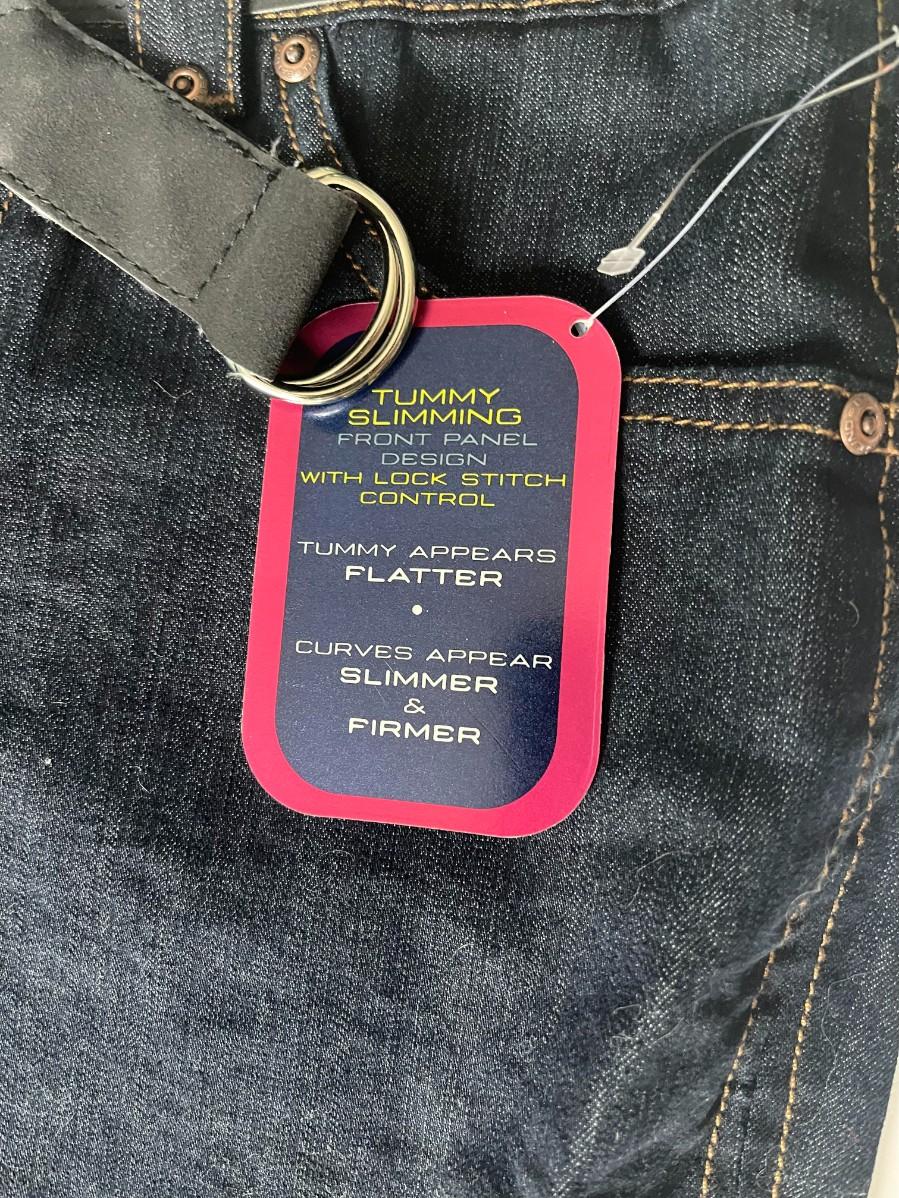 TUMMY
SLIMMING
FRONT PANEL
DESIGN
WITH LOCK STITCH
CONTROL
TUMMY APPEARS
FLATTER
•
CURVES APPEAR
SLIMMER
&
FIRMER